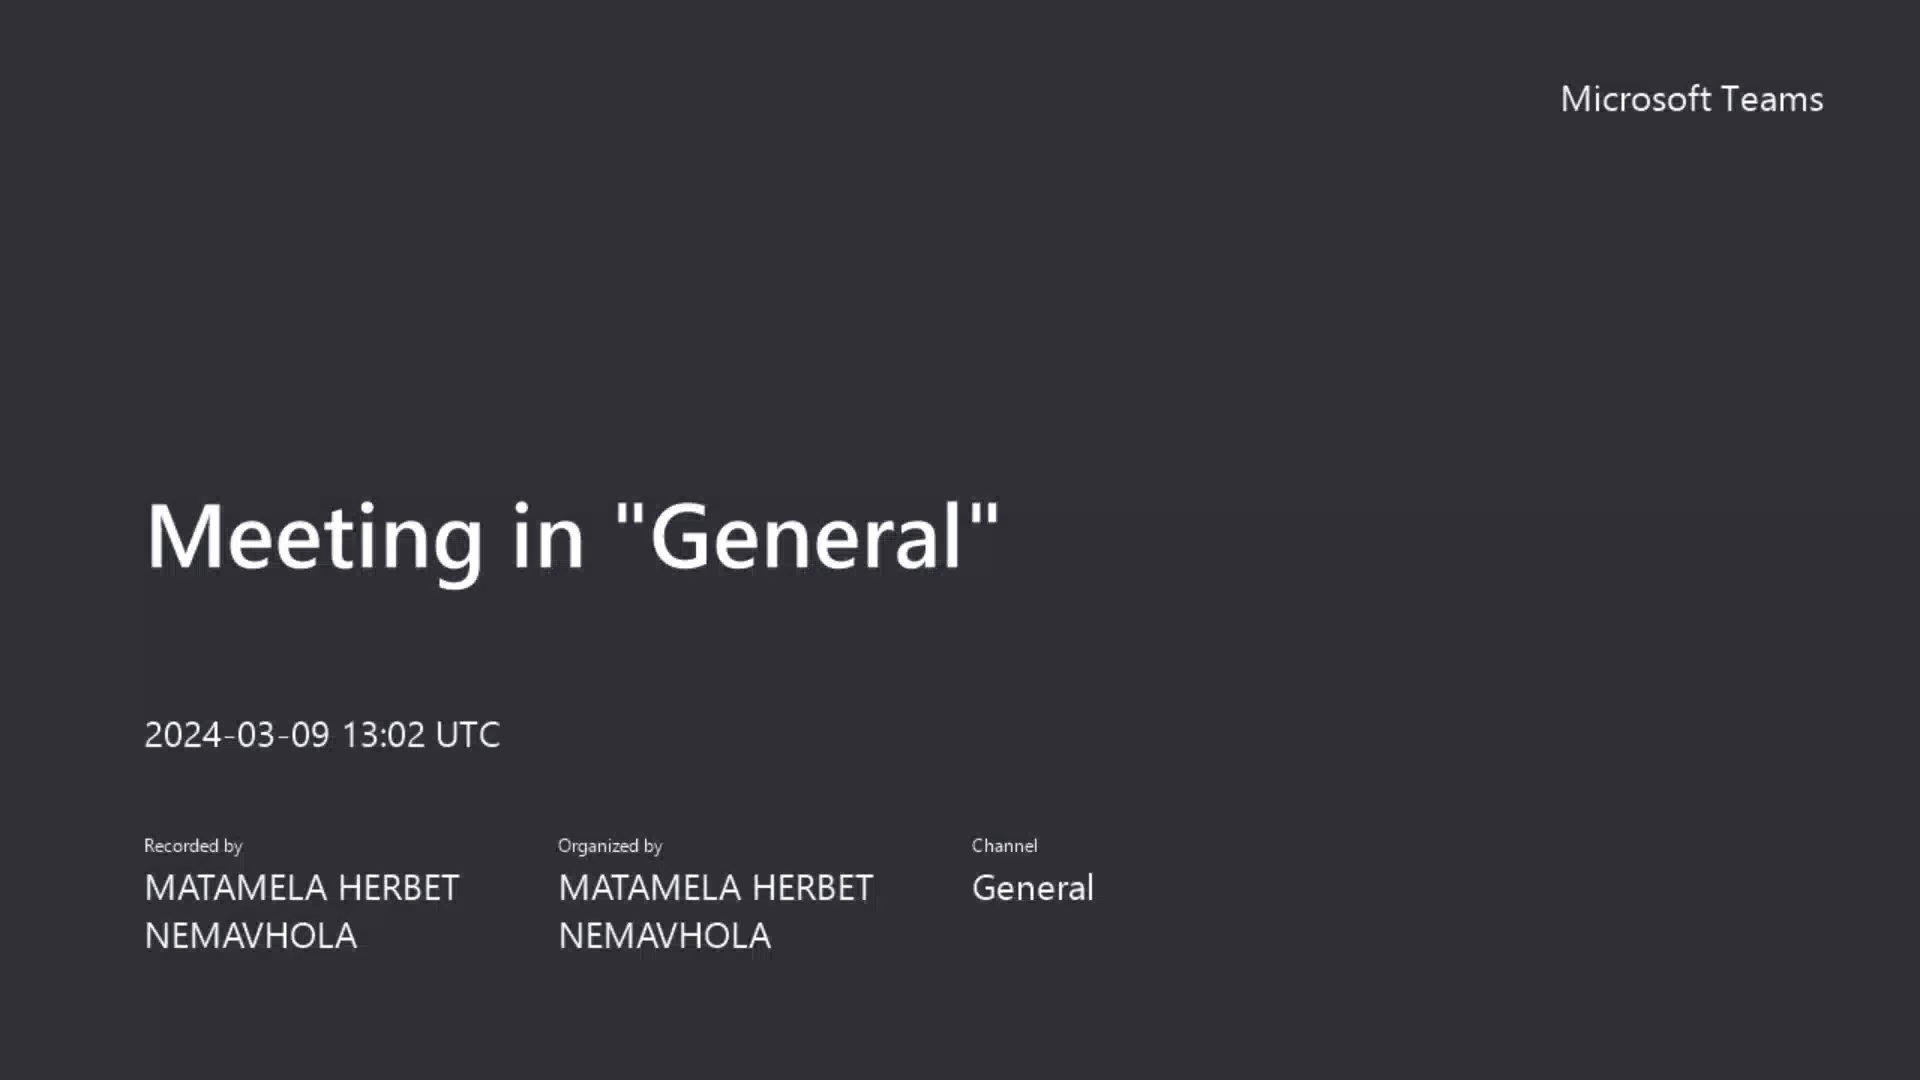 Microsoft Teams
Meeting in "General"
2024-03-09 13:02 UTC
Recorded by
MATAMELA HERBET
NEMAVHOLA
Organized by
MATAMELA HERBET
NEMAVHOLA
Channel
General